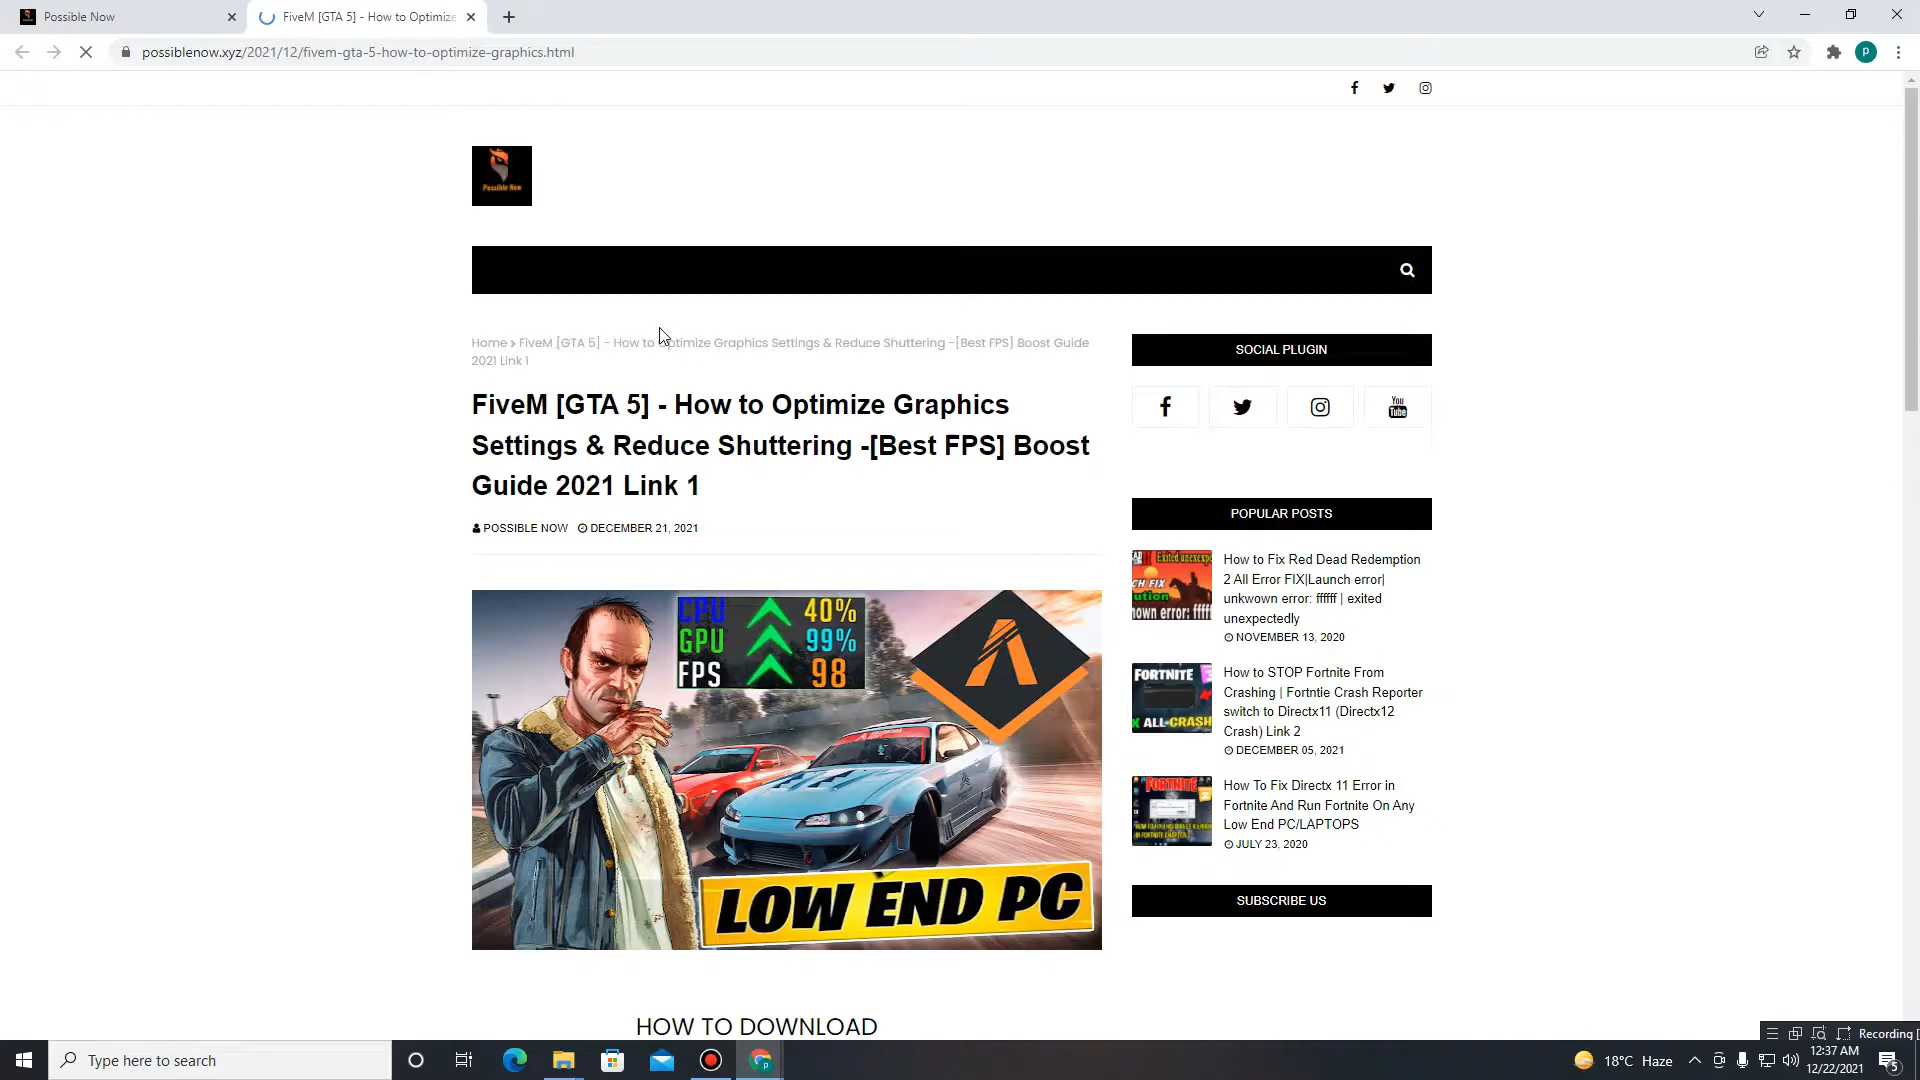 Possible Now
FiveM [GTA 5] - How to Optimize
possiblenow.xyz/2021/12/fivem-gta-5-how-to-optimize-graphics.html
P
Possible Now
Home > FiveM [GTA 5] - How to Optimize Graphics Settings & Reduce Shuttering -[Best FPS] Boost Guide
2021 Link 1
FiveM [GTA 5] - How to Optimize Graphics
Settings & Reduce Shuttering -[Best FPS] Boost
Guide 2021 Link 1
POSSIBLE NOW DECEMBER 21, 2021
CPU 40%
GPU 99%
FPS 98
LOW END PC
HOW TO DOWNLOAD
SOCIAL PLUGIN
You
Tube
POPULAR POSTS
How to Fix Red Dead Redemption
2 All Error FIX|Launch error|
unkwown error: ffffff | exited
unexpectedly
NOVEMBER 13, 2020
How to STOP Fortnite From
Crashing | Fortntie Crash Reporter
switch to Directx11 (Directx12
Crash) Link 2
DECEMBER 05, 2021
FORTNITE
ALL-CRASH
How To Fix Directx 11 Error in
Fortnite And Run Fortnite On Any
Low End PC/LAPTOPS
JULY 23, 2020
FORTNITE
SUBSCRIBE US
Recording [
Type here to search
18°C Haze
12:37 AM
12/22/2021
5